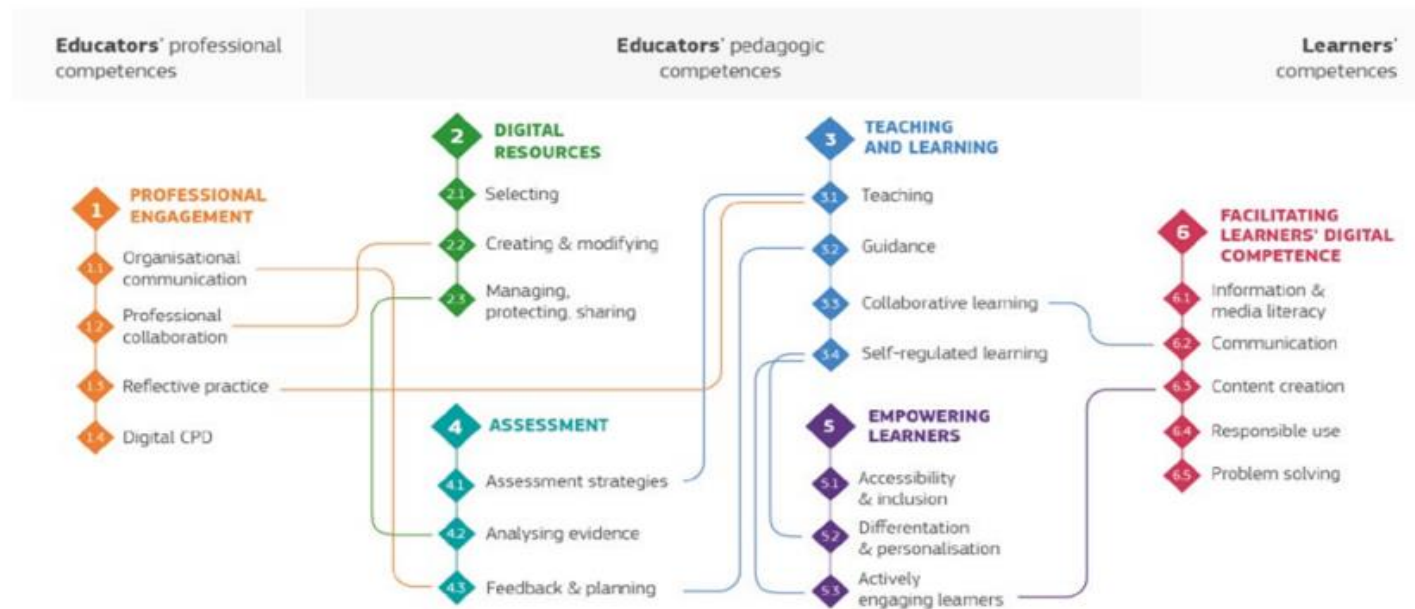 Educators' professional
competences
Educators' pedagogic
competences
Learners'
competences
1
PROFESSIONAL
ENGAGEMENT
1.1
Organisational
communication
1.2
Professional
collaboration
1.3
Reflective practice
1.4
Digital CPD
2
DIGITAL
RESOURCES
2.1
Selecting
2.2
Creating & modifying
2.3
Managing,
protecting, sharing
3
TEACHING
AND LEARNING
3.1
Teaching
3.2
Guidance
3.3
Collaborative learning
3.4
Self-regulated learning
4
ASSESSMENT
4.1
Assessment strategies
4.2
Analysing evidence
4.3
Feedback & planning
5
EMPOWERING
LEARNERS
5.1
Accessibility
& inclusion
5.2
Differentation
& personalisation
5.3
Actively
engaging learners
6
FACILITATING
LEARNERS' DIGITAL
COMPETENCE
6.1
Information &
media literacy
6.2
Communication
6.3
Content creation
6.4
Responsible use
6.5
Problem solving